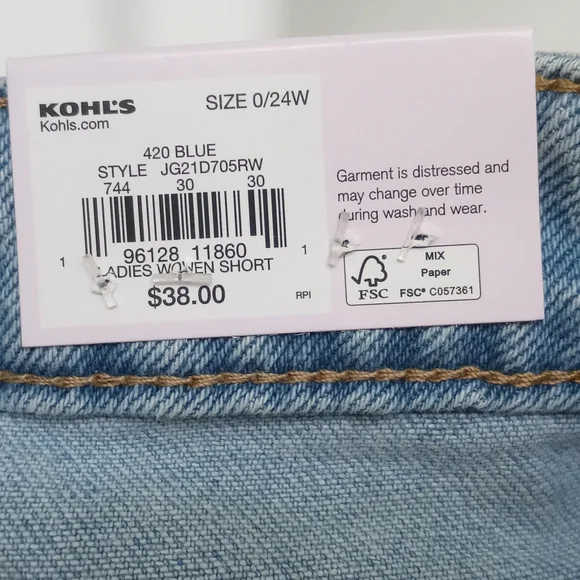 KOHL'S
Kohls.com
SIZE 0/24W
420 BLUE
STYLE JG21D705RW
744 30 30
1 96128 11860 1
LADIES WOVEN SHORT
$38.00
RPI
Garment is distressed and
may change over time
during wash and wear.
FSC
MIX
Paper
FSC® C057361